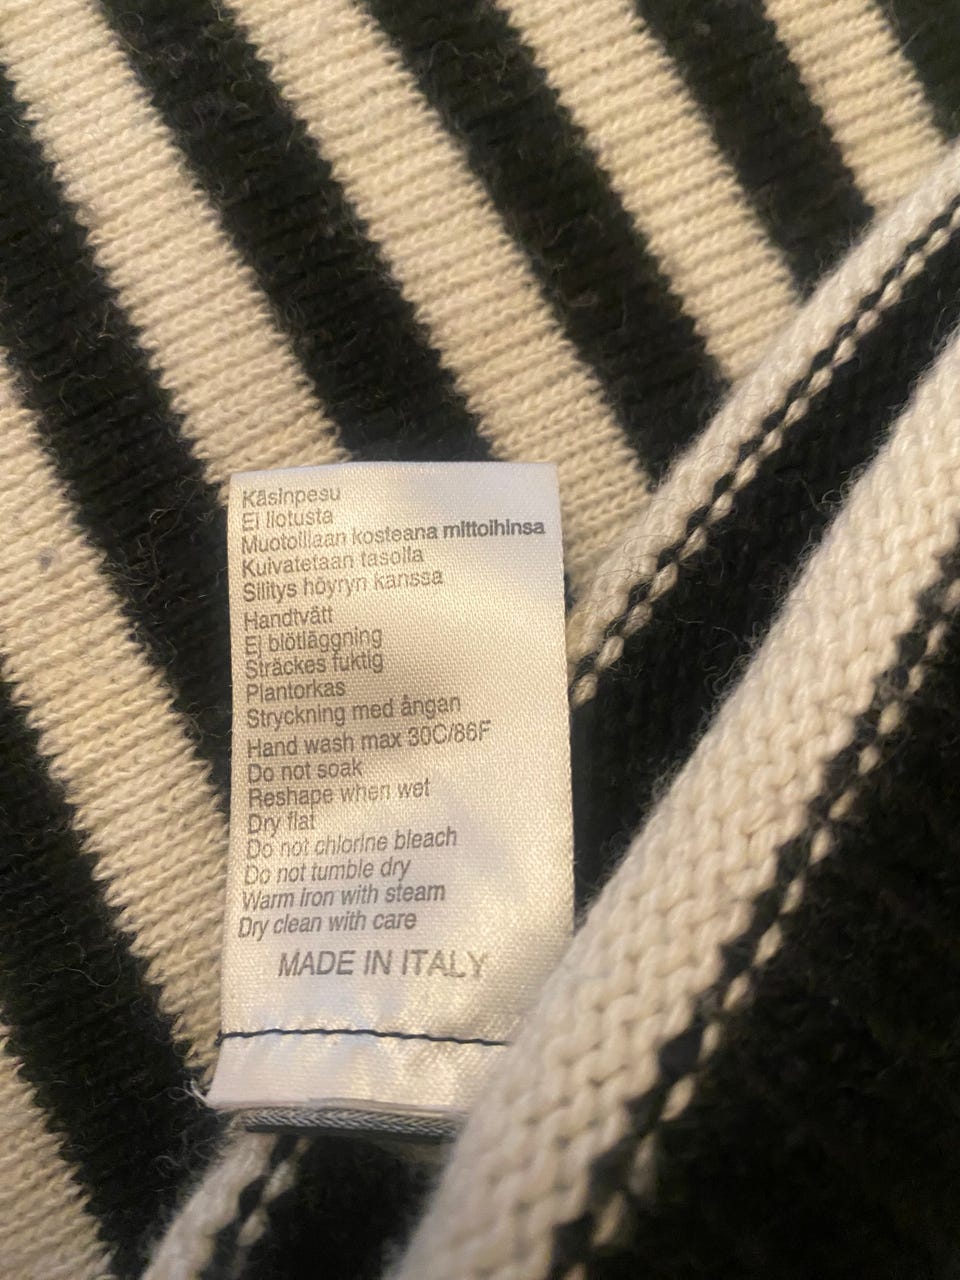 Käsinpesu
Ei liotusta
Muotoillaan kosteana mittoihinsa
Kuivatetaan tasolla
Silitys höyryn kanssa
Handtvätt
Ej blötläggning
Sträckes fuktig
Plantorkas
Stryckning med ångan
Hand wash max 30C/86F
Do not soak
Reshape when wet
Dry flat
Do not chlorine bleach
Do not tumble dry
Warm iron with steam
Dry clean with care
MADE IN ITALY